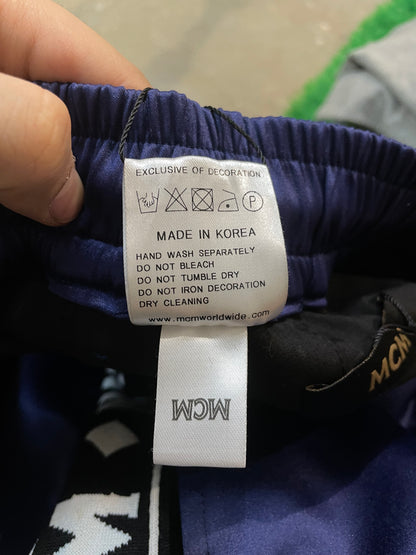 EXCLUSIVE OF DECORATION
P
MADE IN KOREA
HAND WASH SEPARATELY
DO NOT BLEACH
DO NOT TUMBLE DRY
DO NOT IRON DECORATION
DRY CLEANING
www.mcmworldwide.com
MCM
MCM